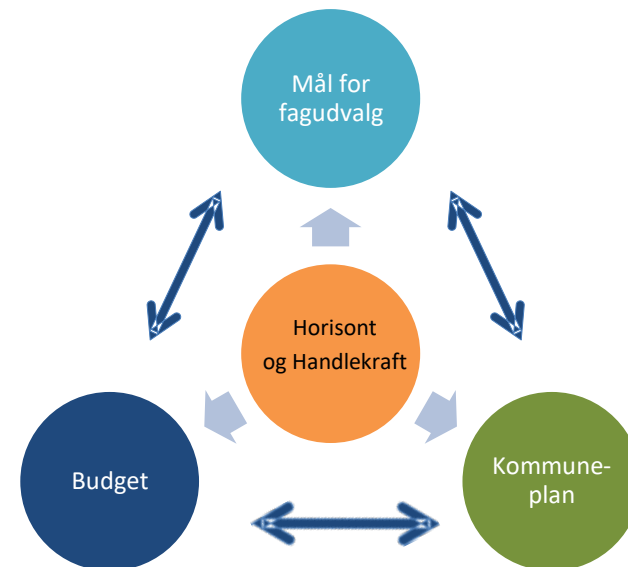 Mål for
fagudvalg
Horisont
og Handlekraft
Budget
Kommune-
plan